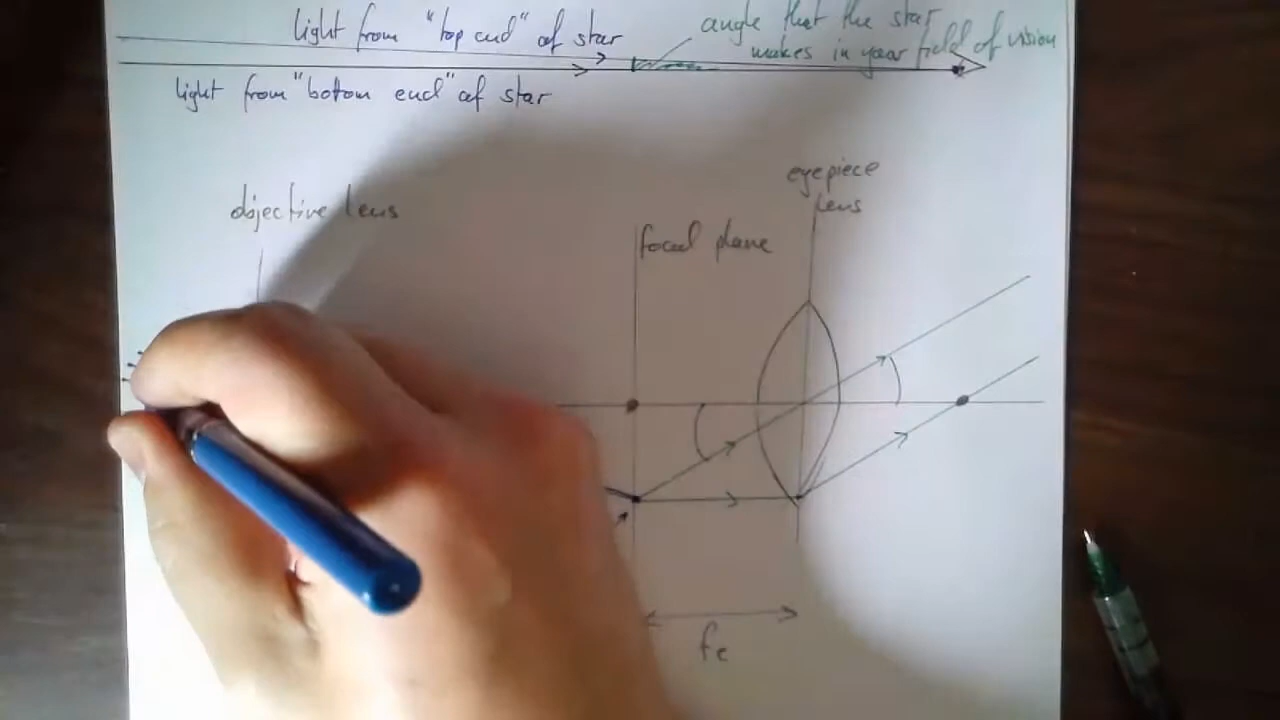 light from "top end" of star
angle that the star
makes in your field of vision
light from "bottom end" of star
eyepiece
lens
objective lens
focal plane
fe